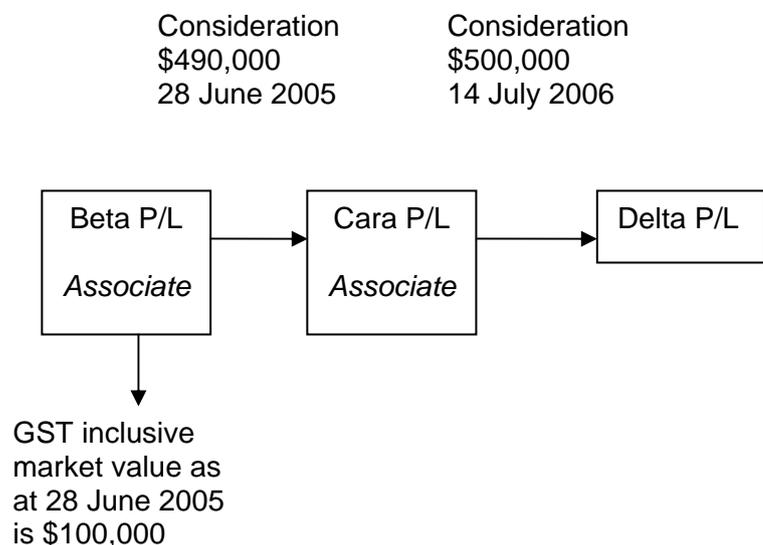 Consideration
$490,000
28 June 2005
Consideration
$500,000
14 July 2006
Beta P/L
Associate
Cara P/L
Associate
Delta P/L
GST inclusive
market value as
at 28 June 2005
is $100,000